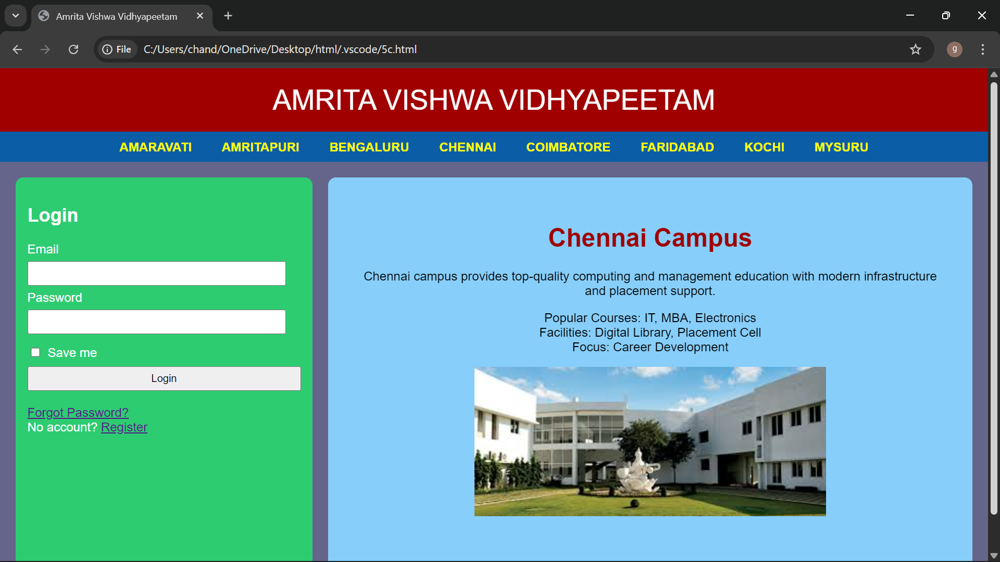 Amrita Vishwa Vidhyapeetam
File C:/Users/chand/OneDrive/Desktop/html/.vscode/5c.html
g
AMRITA VISHWA VIDHYAPEETAM
AMARAVATI AMRITAPURI BENGALURU CHENNAI COIMBATORE FARIDABAD KOCHI MYSURU
Login
Email
Password
Save me
Login
Forgot Password?
No account? Register
Chennai Campus
Chennai campus provides top-quality computing and management education with modern infrastructure
and placement support.
Popular Courses: IT, MBA, Electronics
Facilities: Digital Library, Placement Cell
Focus: Career Development